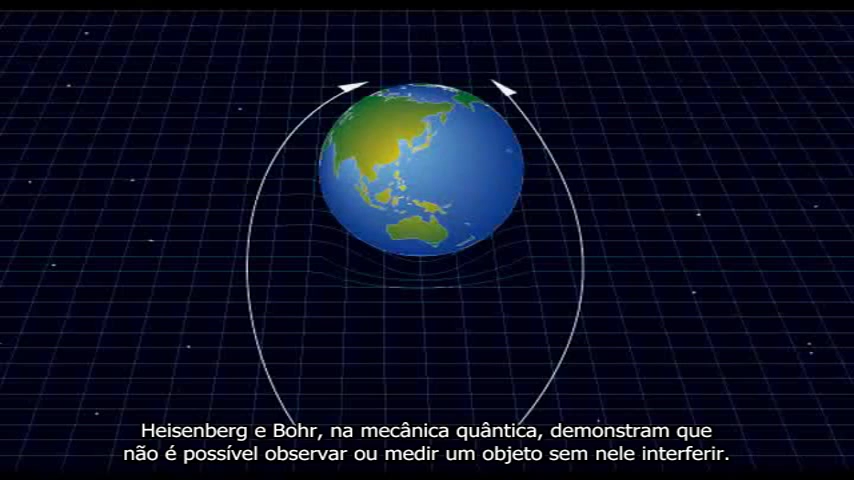 Heisenberg e Bohr, na mecânica quântica, demonstram que
não é possível observar ou medir um objeto sem nele interferir.